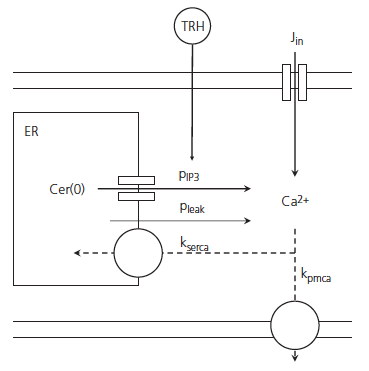 TRH
Jin
ER
Cer(0)
pIP3
Ca2+
pleak
kserca
kpmca